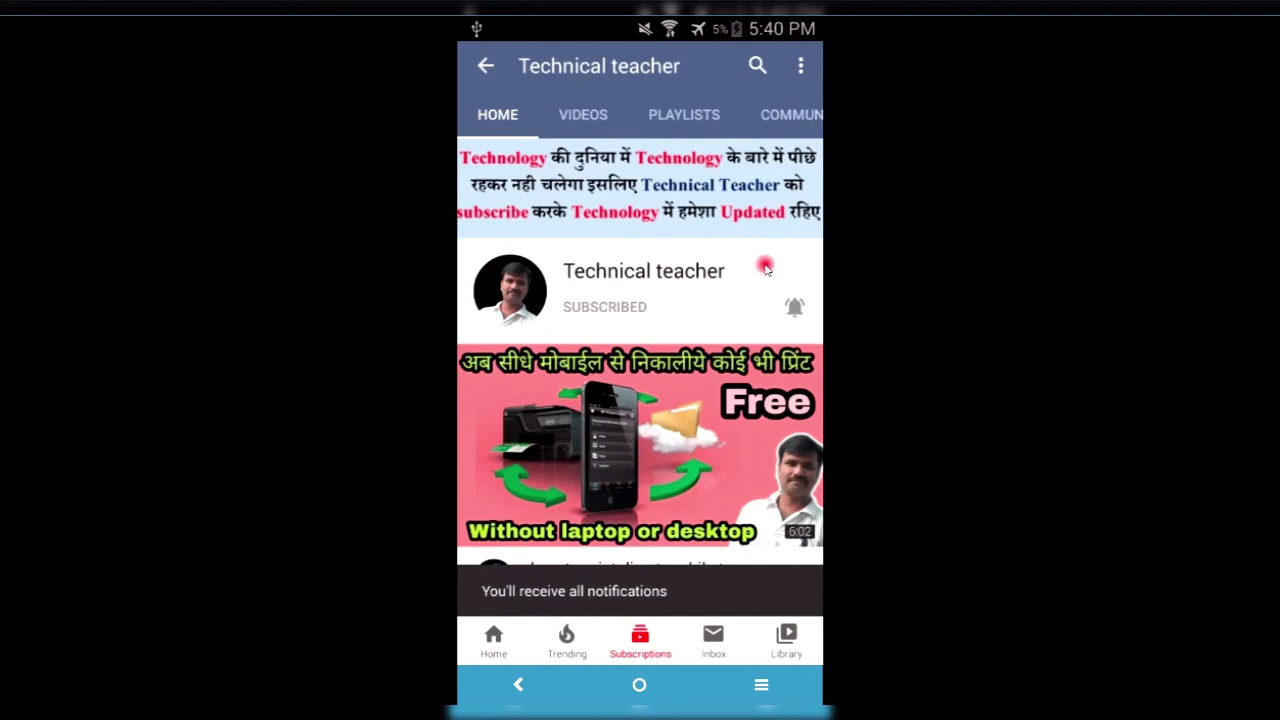 5% 5:40 PM
Technical teacher
HOME VIDEOS PLAYLISTS COMMUN
Technology की दुनिया में Technology के बारे में पीछे
रहकर नही चलेगा इसलिए Technical Teacher को
subscribe करके Technology में हमेशा Updated रहिए
Technical teacher
SUBSCRIBED
अब सीधे मोबाईल से निकालीये कोई भी प्रिंट
Free
Without laptop or desktop
6:02
You'll receive all notifications
Home Trending Subscriptions Inbox Library